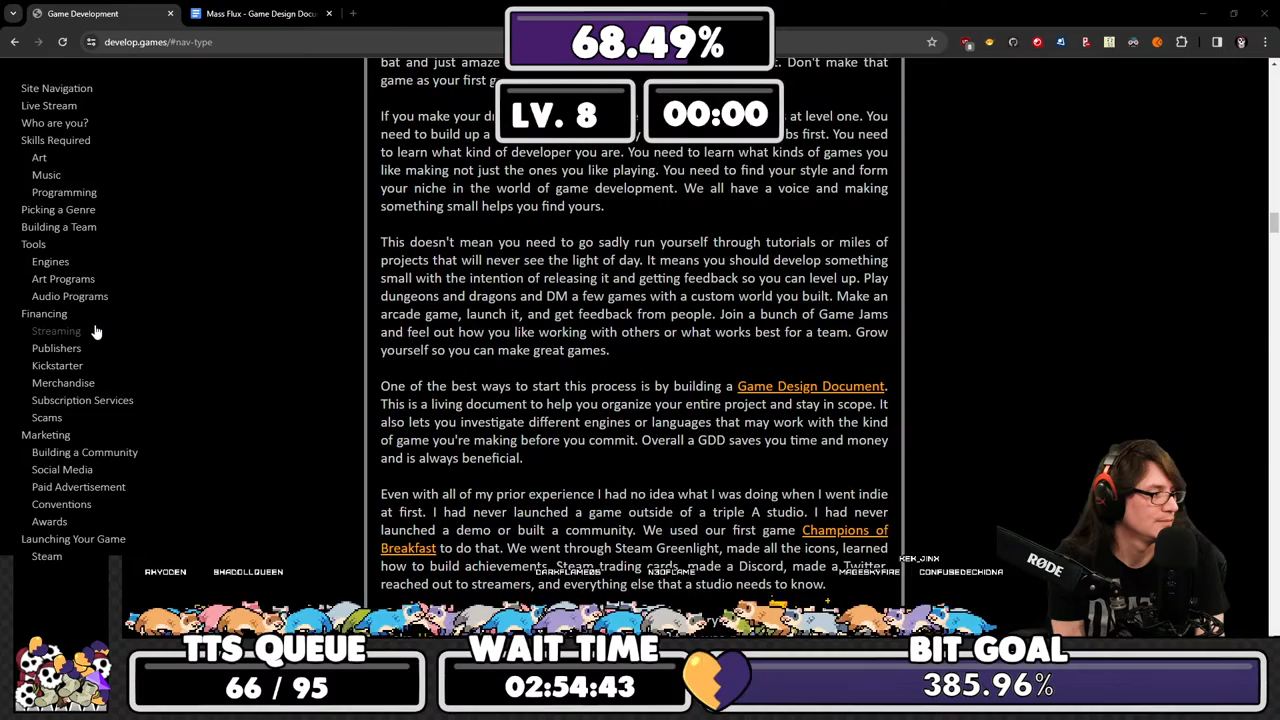 Game Development
Mass Flux - Game Design Docu
develop.games/#nav-type
68.49%
LV. 8
00:00
Site Navigation
Live Stream
Who are you?
Skills Required
Art
Music
Programming
Picking a Genre
Building a Team
Tools
Engines
Art Programs
Audio Programs
Financing
Streaming
Publishers
Kickstarter
Merchandise
Subscription Services
Scams
Marketing
Building a Community
Social Media
Paid Advertisement
Conventions
Awards
Launching Your Game
Steam
bat and just amaze t. Don't make that
game as your first g
If you make your dr s at level one. You
need to build up a bs first. You need
to learn what kind of developer you are. You need to learn what kinds of games you
like making not just the ones you like playing. You need to find your style and form
your niche in the world of game development. We all have a voice and making
something small helps you find yours.
This doesn't mean you need to go sadly run yourself through tutorials or miles of
projects that will never see the light of day. It means you should develop something
small with the intention of releasing it and getting feedback so you can level up. Play
dungeons and dragons and DM a few games with a custom world you built. Make an
arcade game, launch it, and get feedback from people. Join a bunch of Game Jams
and feel out how you like working with others or what works best for a team. Grow
yourself so you can make great games.
One of the best ways to start this process is by building a Game Design Document.
This is a living document to help you organize your entire project and stay in scope. It
also lets you investigate different engines or languages that may work with the kind
of game you're making before you commit. Overall a GDD saves you time and money
and is always beneficial.
Even with all of my prior experience I had no idea what I was doing when I went indie
at first. I had never launched a game outside of a triple A studio. I had never
launched a demo or built a community. We used our first game Champions of
Breakfast to do that. We went through Steam Greenlight, made all the icons, learned
how to build achievements, Steam trading cards, made a Discord, made a Twitter,
reached out to streamers, and everything else that a studio needs to know.
RHYODEN
SHADOLLQUEEN
DARKFLAME05
N3OFLAME
MAGESKYFIRE
KEK_JINX
CONFUSEDECHIDNA
RØDE
TTS QUEUE
66 / 95
WAIT TIME
02:54:43
BIT GOAL
385.96%